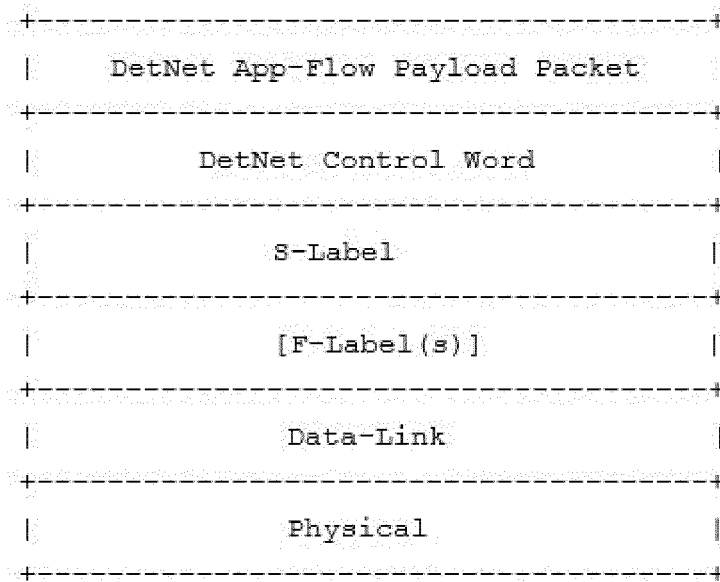 +---------------------------------------+
| DetNet App-Flow Payload Packet
+---------------------------------------+
| DetNet Control Word |
+---------------------------------------+
| S-Label |
+---------------------------------------+
| [F-Label(s)] |
+---------------------------------------+
| Data-Link |
+---------------------------------------+
| Physical |
+---------------------------------------+